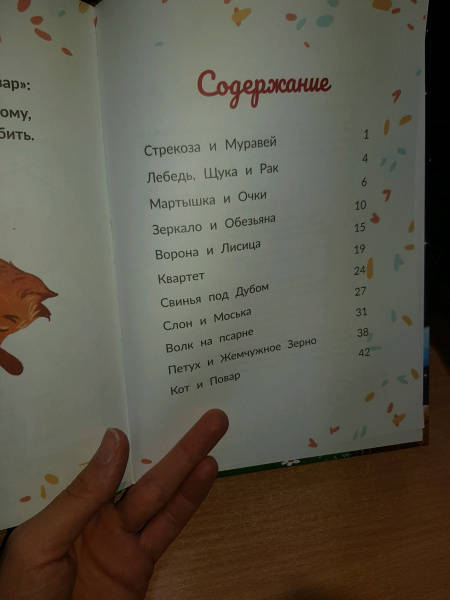 вар»:
ому,
бить.
Содержание
Стрекоза и Муравей 1
Лебедь, Щука и Рак 4
Мартышка и Очки 6
Зеркало и Обезьяна 10
Ворона и Лисица 15
Квартет 19
Свинья под Дубом 24
Слон и Моська 27
Волк на псарне 31
Петух и Жемчужное Зерно 38
Кот и Повар 42